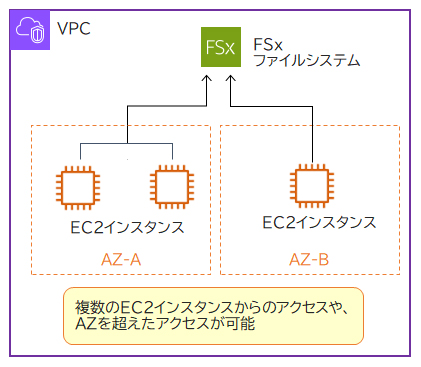 VPC
FSx
FSx
ファイルシステム
EC2インスタンス
EC2インスタンス
AZ-A
AZ-B
複数のEC2インスタンスからのアクセスや、
AZを超えたアクセスが可能